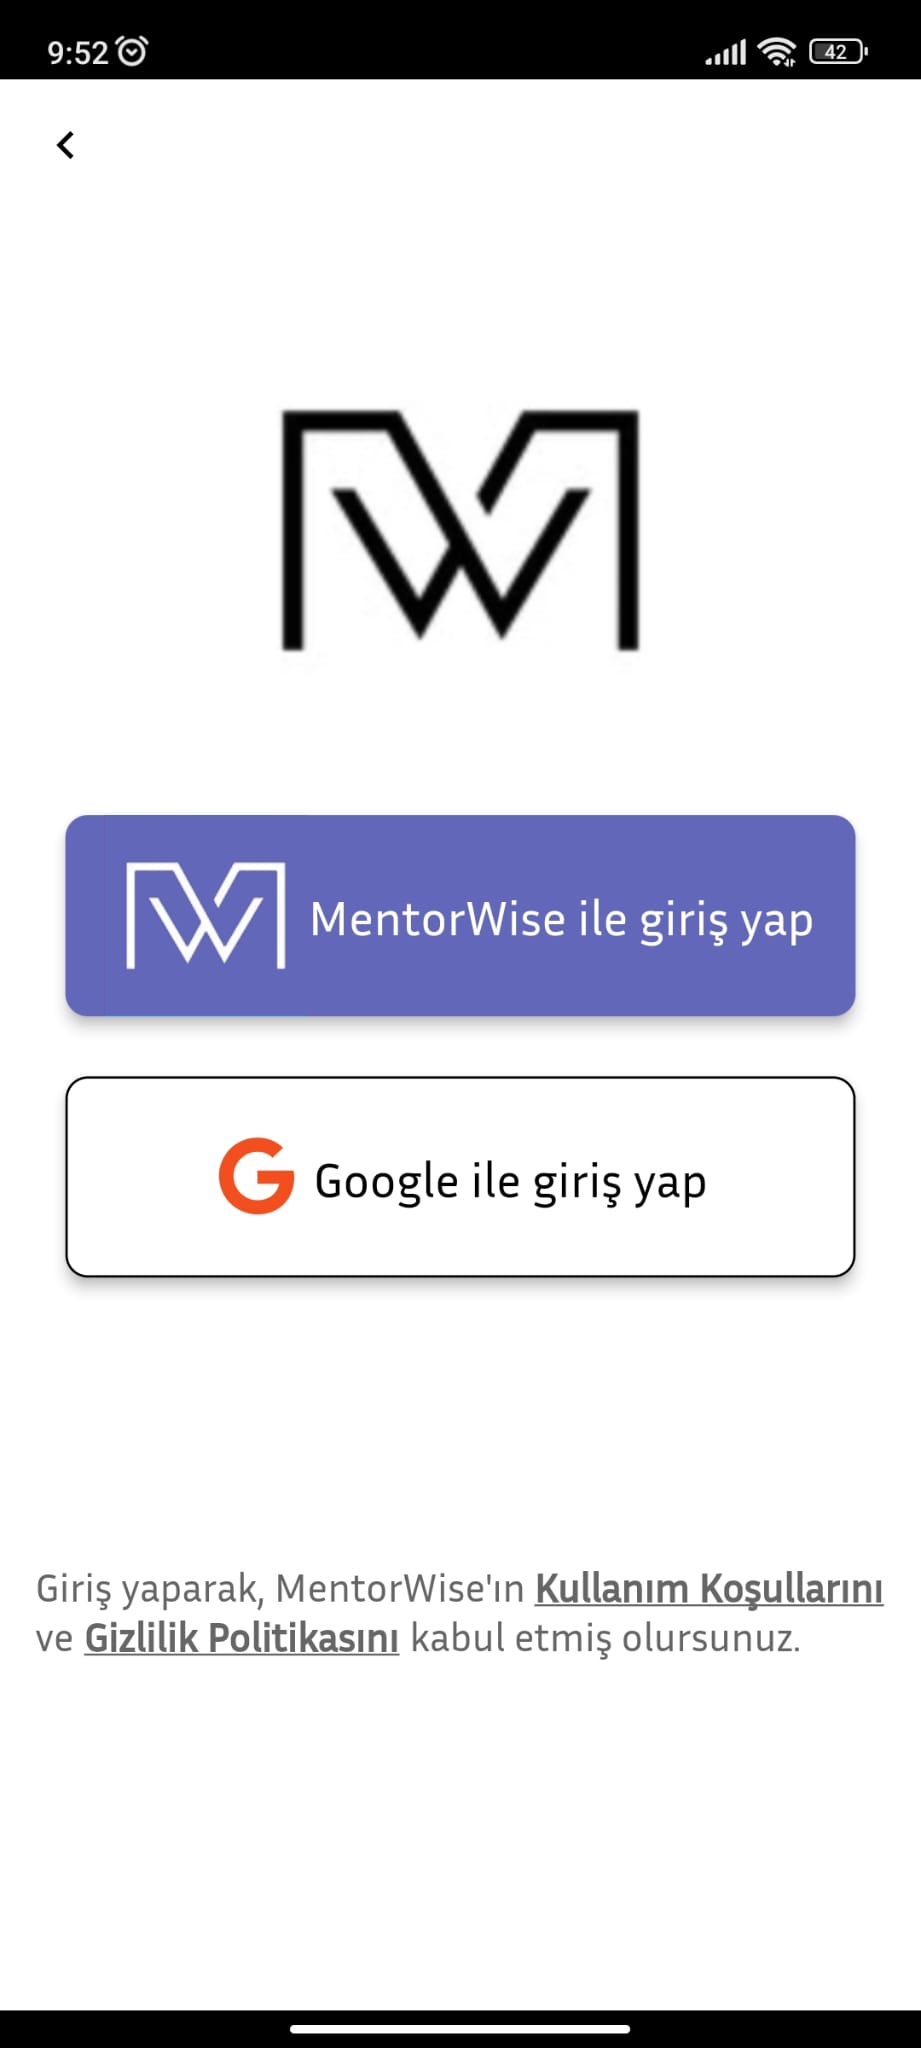 9:52
42
MentorWise ile giriş yap
Google ile giriş yap
Giriş yaparak, MentorWise'ın Kullanım Koşullarını
ve Gizlilik Politikasını kabul etmiş olursunuz.